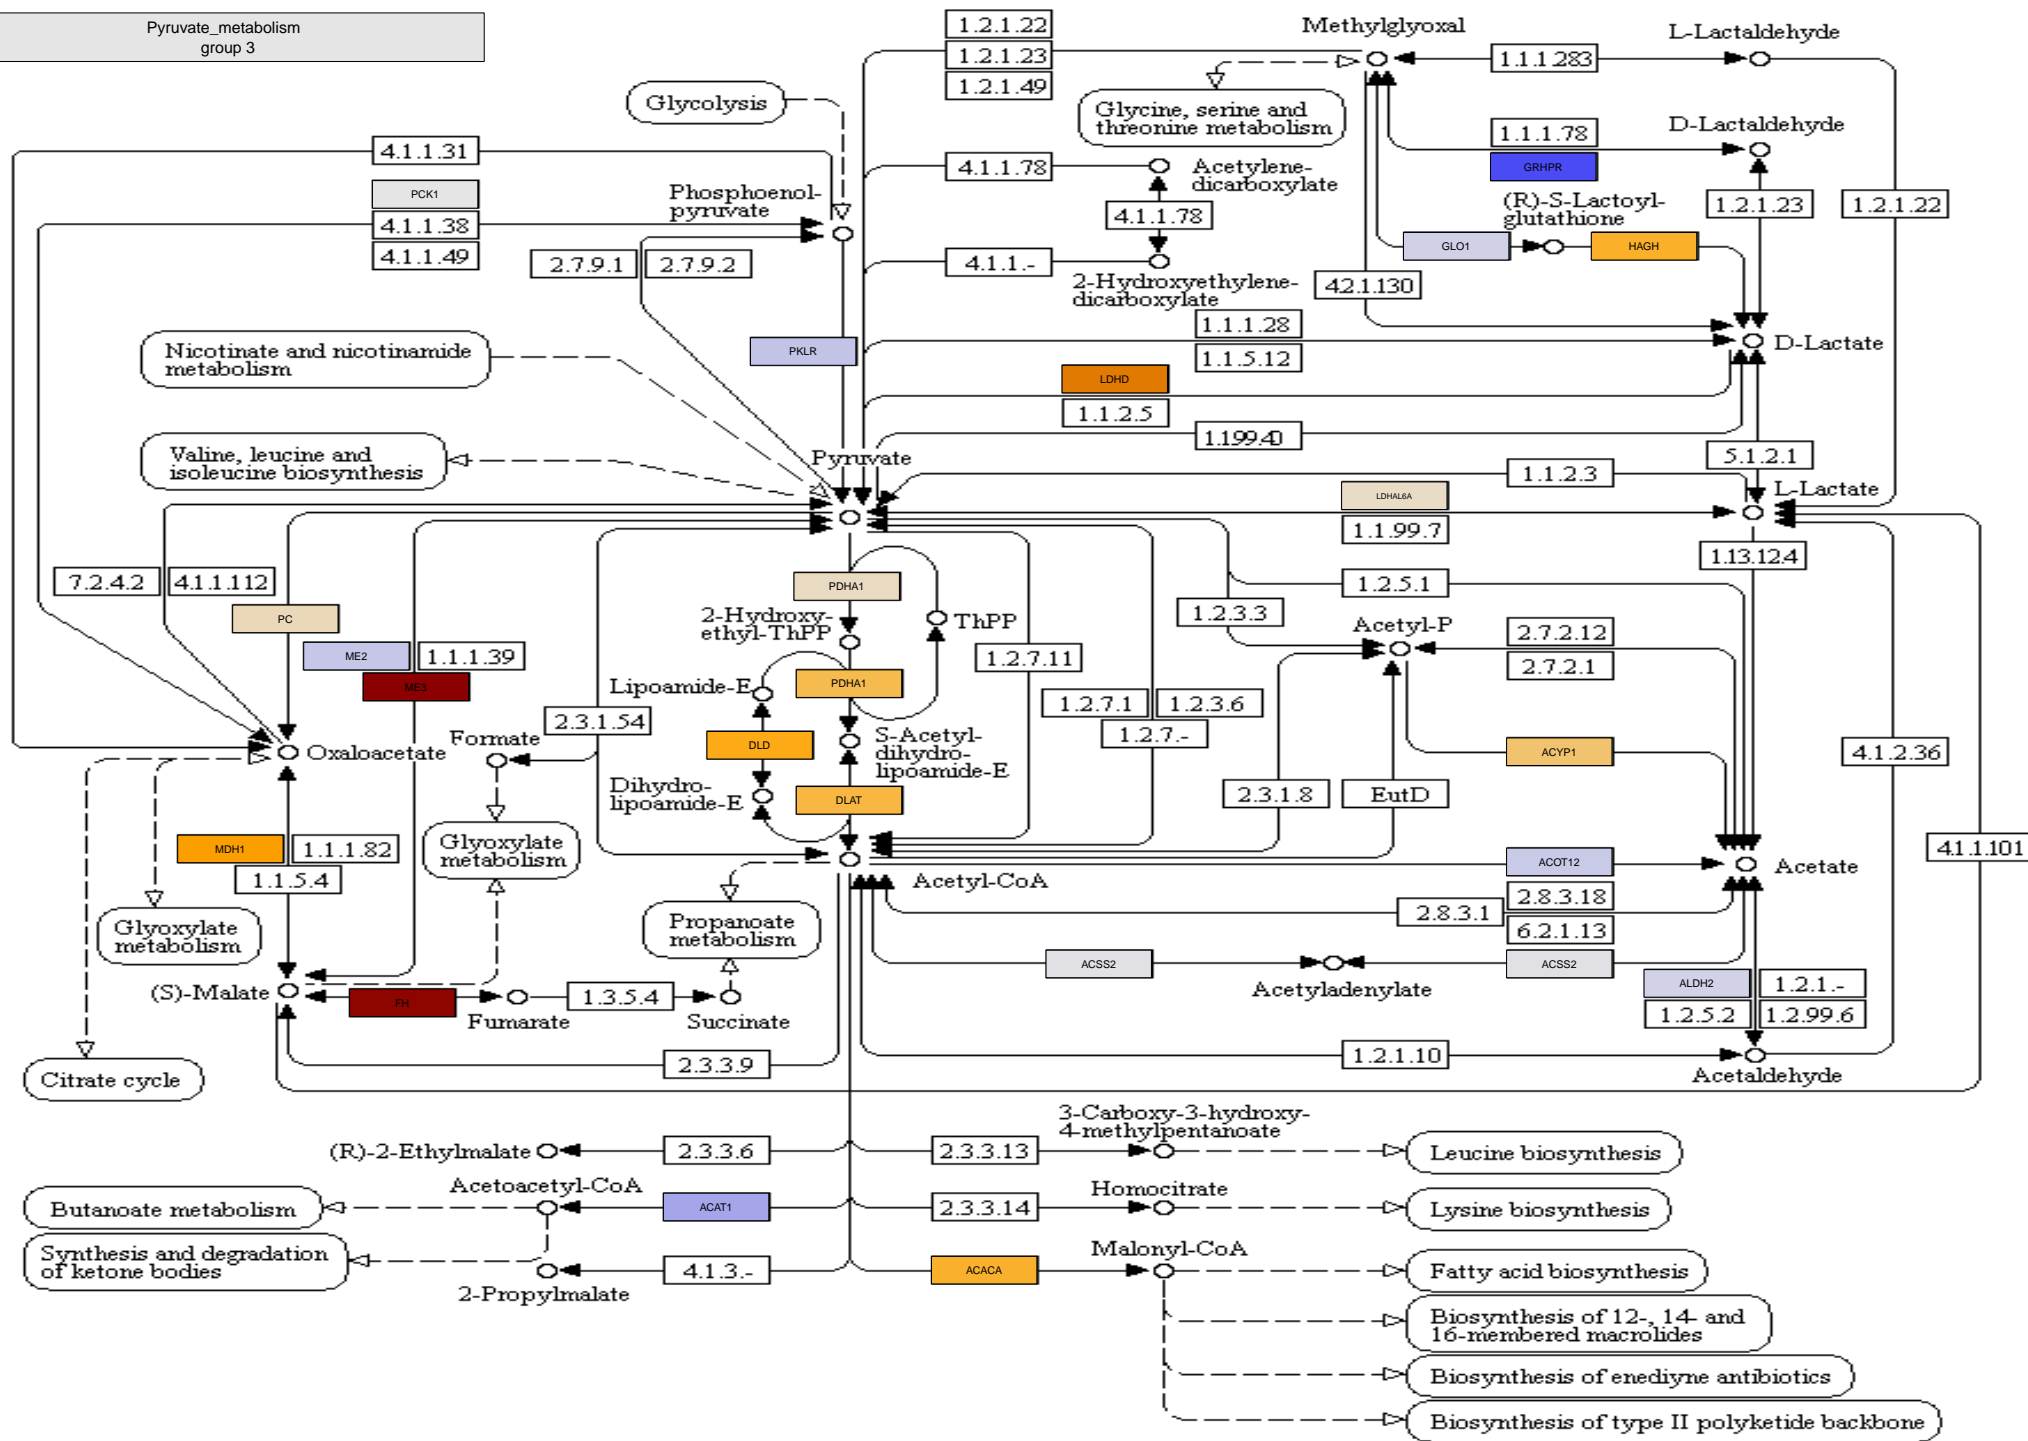 Pyruvate_metabolism
group 3
1.2.1.22
1.2.1.23
1.2.1.49
Methylglyoxal
1.1.1.283
L-Lactaldehyde
Glycolysis
Glycine, serine and
threonine metabolism
1.1.1.78
GRHPR
D-Lactaldehyde
4.1.1.31
PCK1
4.1.1.38
4.1.1.49
Phosphoenol-
pyruvate
4.1.1.78
Acetylene-
dicarboxylate
4.1.1.78
(R)-S-Lactoyl-
glutathione
1.2.1.23
1.2.1.22
GLO1
HAGH
2.7.9.1
2.7.9.2
4.1.1.-
2-Hydroxyethylene-
dicarboxylate
4.2.1.130
Nicotinate and nicotinamide
metabolism
PKLR
1.1.1.28
1.1.5.12
D-Lactate
LDHD
1.1.2.5
1.1.99.40
Valine, leucine and
isoleucine biosynthesis
Pyruvate
5.1.2.1
1.1.2.3
L-Lactate
LDHAL6A
1.1.99.7
1.13.12.4
7.2.4.2
4.1.1.112
PC
PDHA1
2-Hydroxy-
ethyl-ThPP
ThPP
1.2.5.1
1.2.3.3
Acetyl-P
2.7.2.12
2.7.2.1
ME2
1.1.1.39
ME3
1.2.7.11
Lipoamide-E
PDHA1
2.3.1.54
1.2.7.1
1.2.3.6
1.2.7.-
Oxaloacetate
Formate
DLD
S-Acetyl-
dihydro-
lipoamide-E
ACYP1
4.1.2.36
Dihydro-
lipoamide-E
DLAT
2.3.1.8
EutD
MDH1
1.1.1.82
1.1.5.4
Glyoxylate
metabolism
4.1.1.101
Acetyl-CoA
ACOT12
Acetate
2.8.3.18
2.8.3.1
6.2.1.13
Glyoxylate
metabolism
Propanoate
metabolism
ACSS2
Acetyladenylate
ACSS2
ALDH2
1.2.1.-
1.2.5.2
1.2.99.6
(S)-Malate
FH
Fumarate
1.3.5.4
Succinate
2.3.3.9
1.2.1.10
Acetaldehyde
Citrate cycle
3-Carboxy-3-hydroxy-
4-methylpentanoate
(R)-2-Ethylmalate
2.3.3.6
2.3.3.13
Leucine biosynthesis
Acetoacetyl-CoA
Butanoate metabolism
ACAT1
2.3.3.14
Homocitrate
Lysine biosynthesis
Synthesis and degradation
of ketone bodies
4.1.3.-
2-Propylmalate
ACACA
Malonyl-CoA
Fatty acid biosynthesis
Biosynthesis of 12-, 14- and
16-membered macrolides
Biosynthesis of enediyne antibiotics
Biosynthesis of type II polyketide backbone